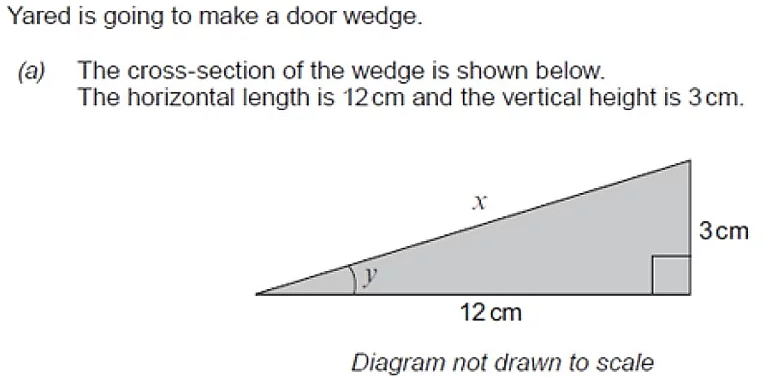 Yared is going to make a door wedge.
(a) The cross-section of the wedge is shown below.
The horizontal length is 12 cm and the vertical height is 3 cm.
x
3 cm
y
12 cm
Diagram not drawn to scale